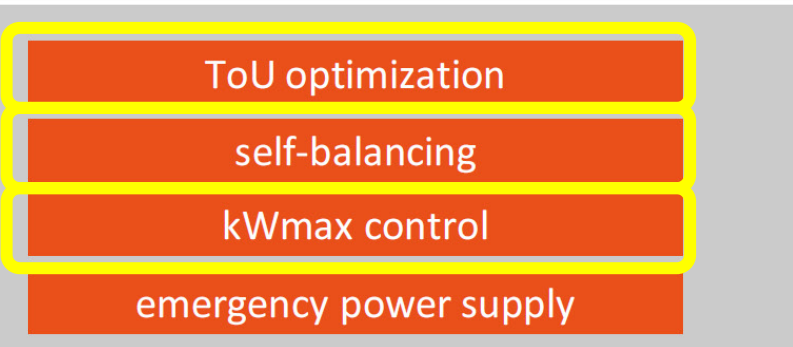 ToU optimization
self-balancing
kWmax control
emergency power supply